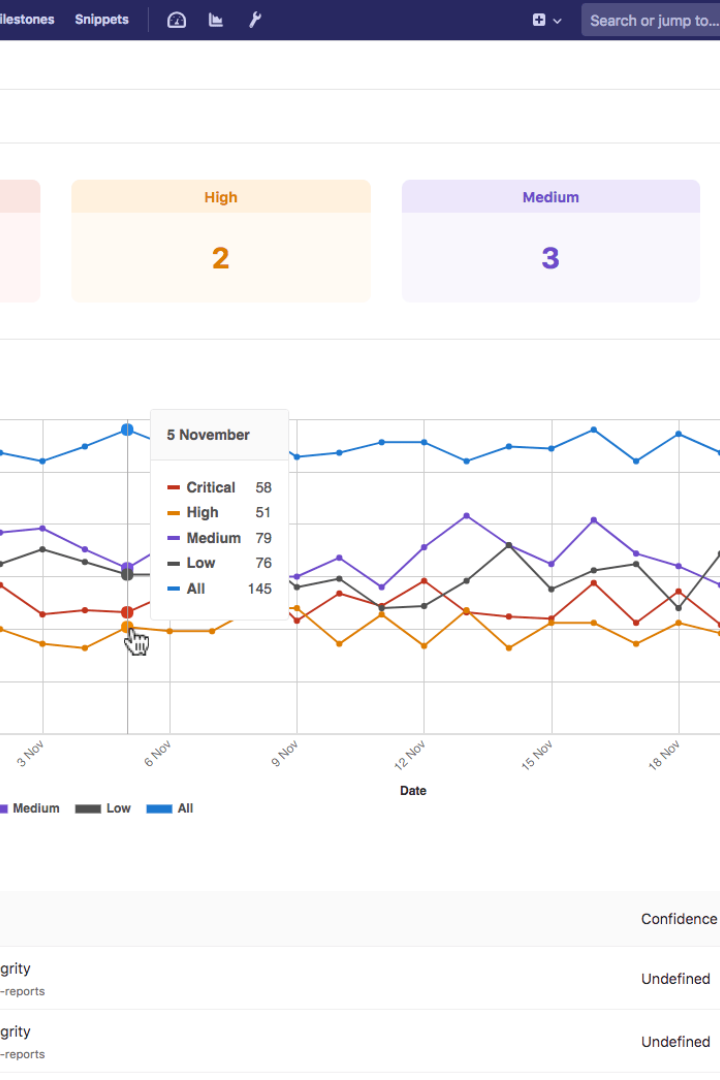 ilestones Snippets Search or jump to...
High Medium
2 3
5 November
Critical 58
High 51
Medium 79
Low 76
All 145
3 Nov 6 Nov 9 Nov 12 Nov 15 Nov 18 Nov
Date
Medium Low All
Confidence
grity
-reports
Undefined
grity
-reports
Undefined